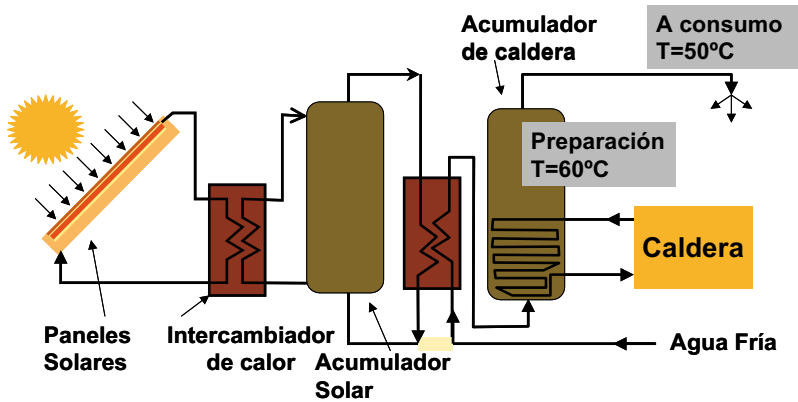 Acumulador
de caldera
A consumo
T=50ºC
Preparación
T=60ºC
Caldera
Paneles
Solares
Intercambiador
de calor
Acumulador
Solar
Agua Fría